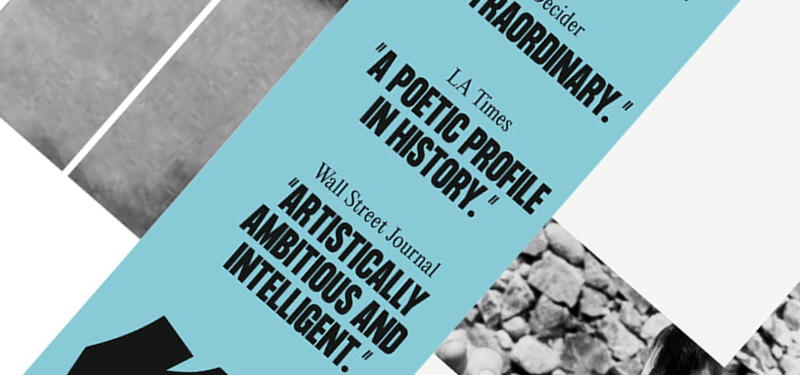 Decider
TRAORDINARY."
LA Times
"A POETIC PROFILE
IN HISTORY."
Wall Street Journal
"ARTISTICALLY
AMBITIOUS AND
INTELLIGENT."